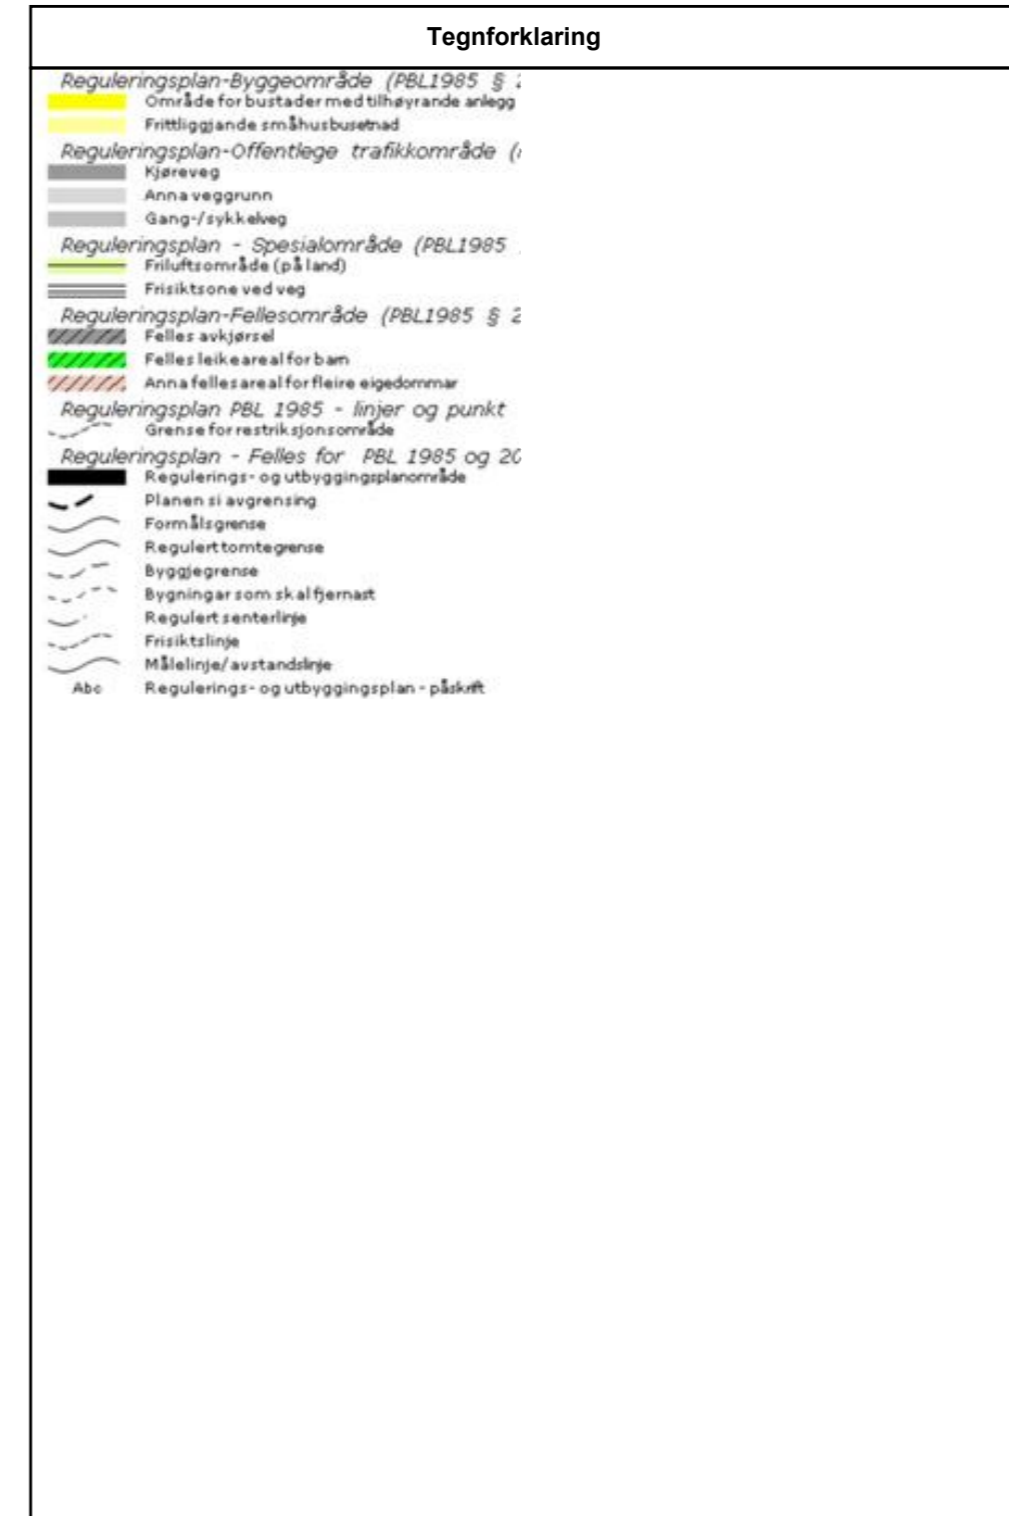 Tegnforklaring
Reguleringsplan-Byggeområde (PBL1985 §
Område for bustader med tilhøyrande anlegg
Frittliggjande småhusbusetnad
Reguleringsplan-Offentlege trafikkområde (
Kjøreveg
Anna veggrunn
Gang-/sykkelveg
Reguleringsplan - Spesialområde (PBL1985
Friluftsområde (på land)
Frisiktsone ved veg
Reguleringsplan-Fellesområde (PBL1985 § 2
Felles avkjørsel
Felles leikeareal for barn
Anna fellesareal for fleire eigedommar
Reguleringsplan PBL 1985 - linjer og punkt
Grense for restriksjonsområde
Reguleringsplan - Felles for PBL 1985 og 20
Regulerings- og utbyggingsplanområde
Planen si avgrensing
Formålsgrense
Regulert tomtegrense
Byggjegrense
Bygningar som skal fjernast
Regulert senterlinje
Frisiktslinje
Målelinje/avstandslinje
Abc Regulerings- og utbyggingsplan - påskrift